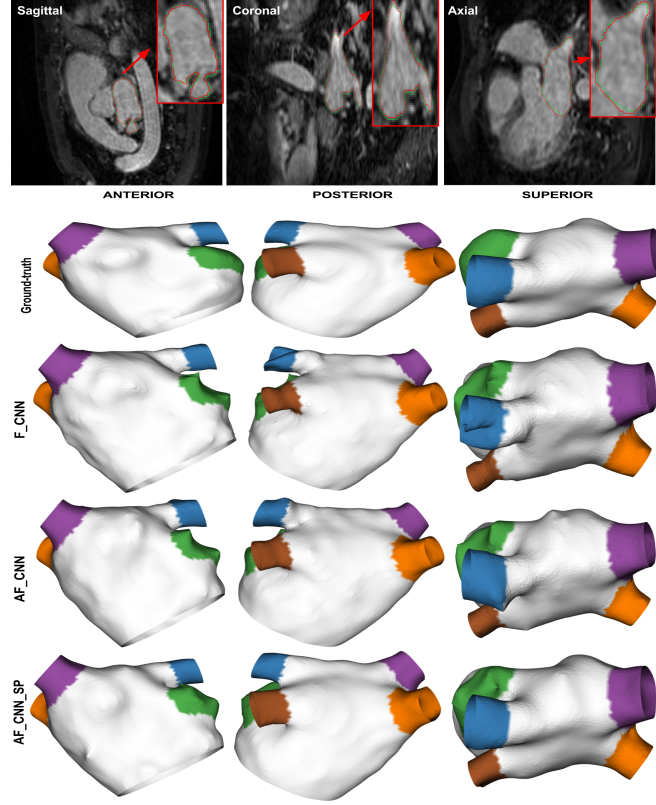 Sagittal
Coronal
Axial
ANTERIOR
POSTERIOR
SUPERIOR
Ground-truth
F_CNN
AF_CNN
AF_CNN_SP